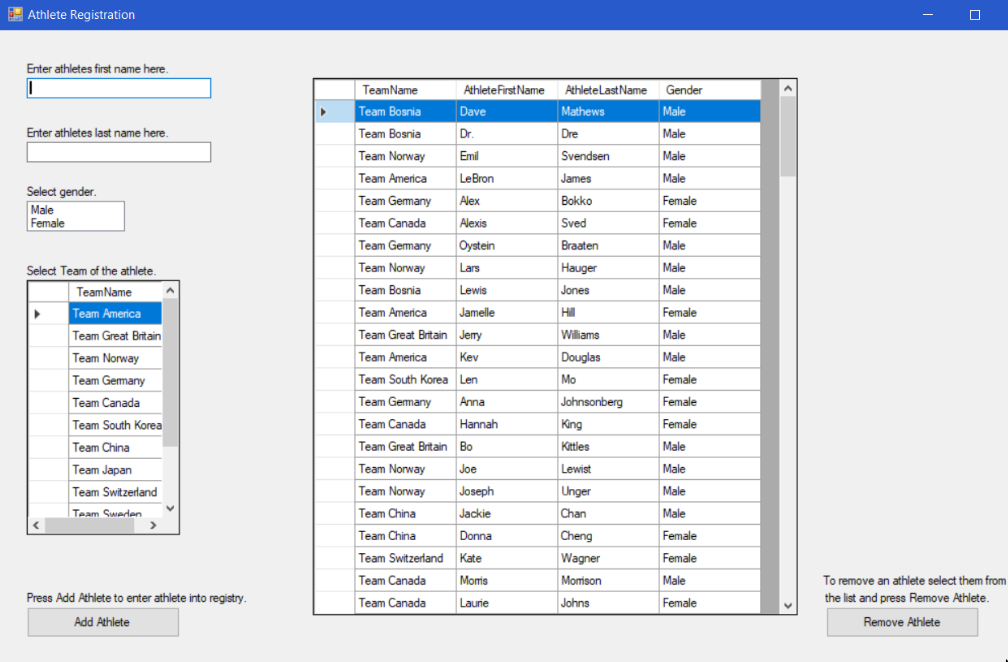 Athlete Registration
Enter athletes first name here.
Enter athletes last name here.
Select gender.
Male
Female
Select Team of the athlete.
TeamName
Team America
Team Great Britain
Team Norway
Team Germany
Team Canada
Team South Korea
Team China
Team Japan
Team Switzerland
Team Sweden
Press Add Athlete to enter athlete into registry.
Add Athlete
TeamName AthleteFirstName AthleteLastName Gender
Team Bosnia Dave Mathews Male
Team Bosnia Dr. Dre Male
Team Norway Emil Svendsen Male
Team America LeBron James Male
Team Germany Alex Bokko Female
Team Canada Alexis Sved Female
Team Germany Oystein Braaten Male
Team Norway Lars Hauger Male
Team Bosnia Lewis Jones Male
Team America Jamelle Hill Female
Team Great Britain Jerry Williams Male
Team America Kev Douglas Male
Team South Korea Len Mo Female
Team Germany Anna Johnsonberg Female
Team Canada Hannah King Female
Team Great Britain Bo Kittles Male
Team Norway Joe Lewist Male
Team Norway Joseph Unger Male
Team China Jackie Chan Male
Team China Donna Cheng Female
Team Switzerland Kate Wagner Female
Team Canada Morris Morrison Male
Team Canada Laurie Johns Female
To remove an athlete select them from
the list and press Remove Athlete.
Remove Athlete